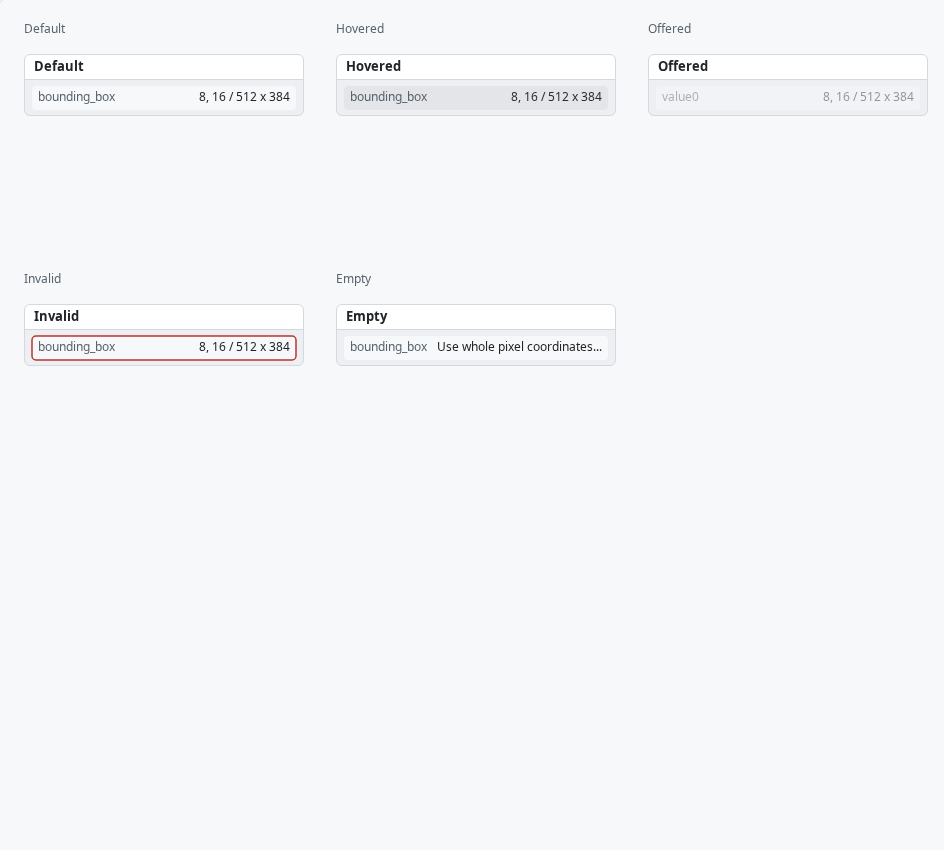 Default
Hovered
Offered
Default
Hovered
Offered
bounding_box 8, 16 / 512 x 384
bounding_box 8, 16 / 512 x 384
value0 8, 16 / 512 x 384
Invalid
Empty
Invalid
Empty
bounding_box 8, 16 / 512 x 384
bounding_box Use whole pixel coordinates...